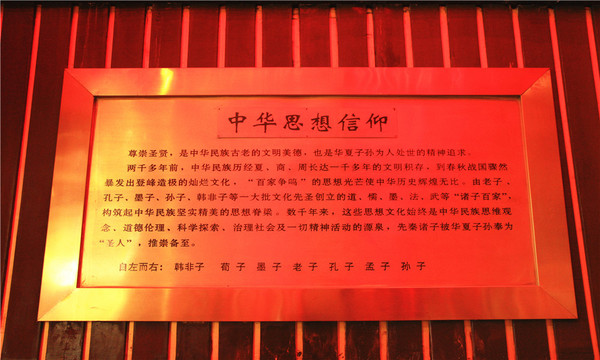 中华思想信仰
尊崇圣贤，是中华民族古老的文明美德，也是华夏子孙为人处世的精神追求。
两千多年前，中华民族历经夏、商、周长达一千多年的文明积存，到春秋战国骤然
暴发出登峰造极的灿烂文化，“百家争鸣”的思想光芒使中华历史辉煌无比。由老子、
孔子、墨子、孙子、韩非子等一大批文化先圣创立的道、儒、墨、法、武等“诸子百家”，
构筑起中华民族坚实精美的思想脊梁。数千年来，这些思想文化始终是中华民族思维观
念、道德伦理、科学探索、治理社会及一切精神活动的源泉，先秦诸子被华夏子孙奉为
“圣人”，推崇备至。
自左而右：韩非子 荀子 墨子 老子 孔子 孟子 孙子